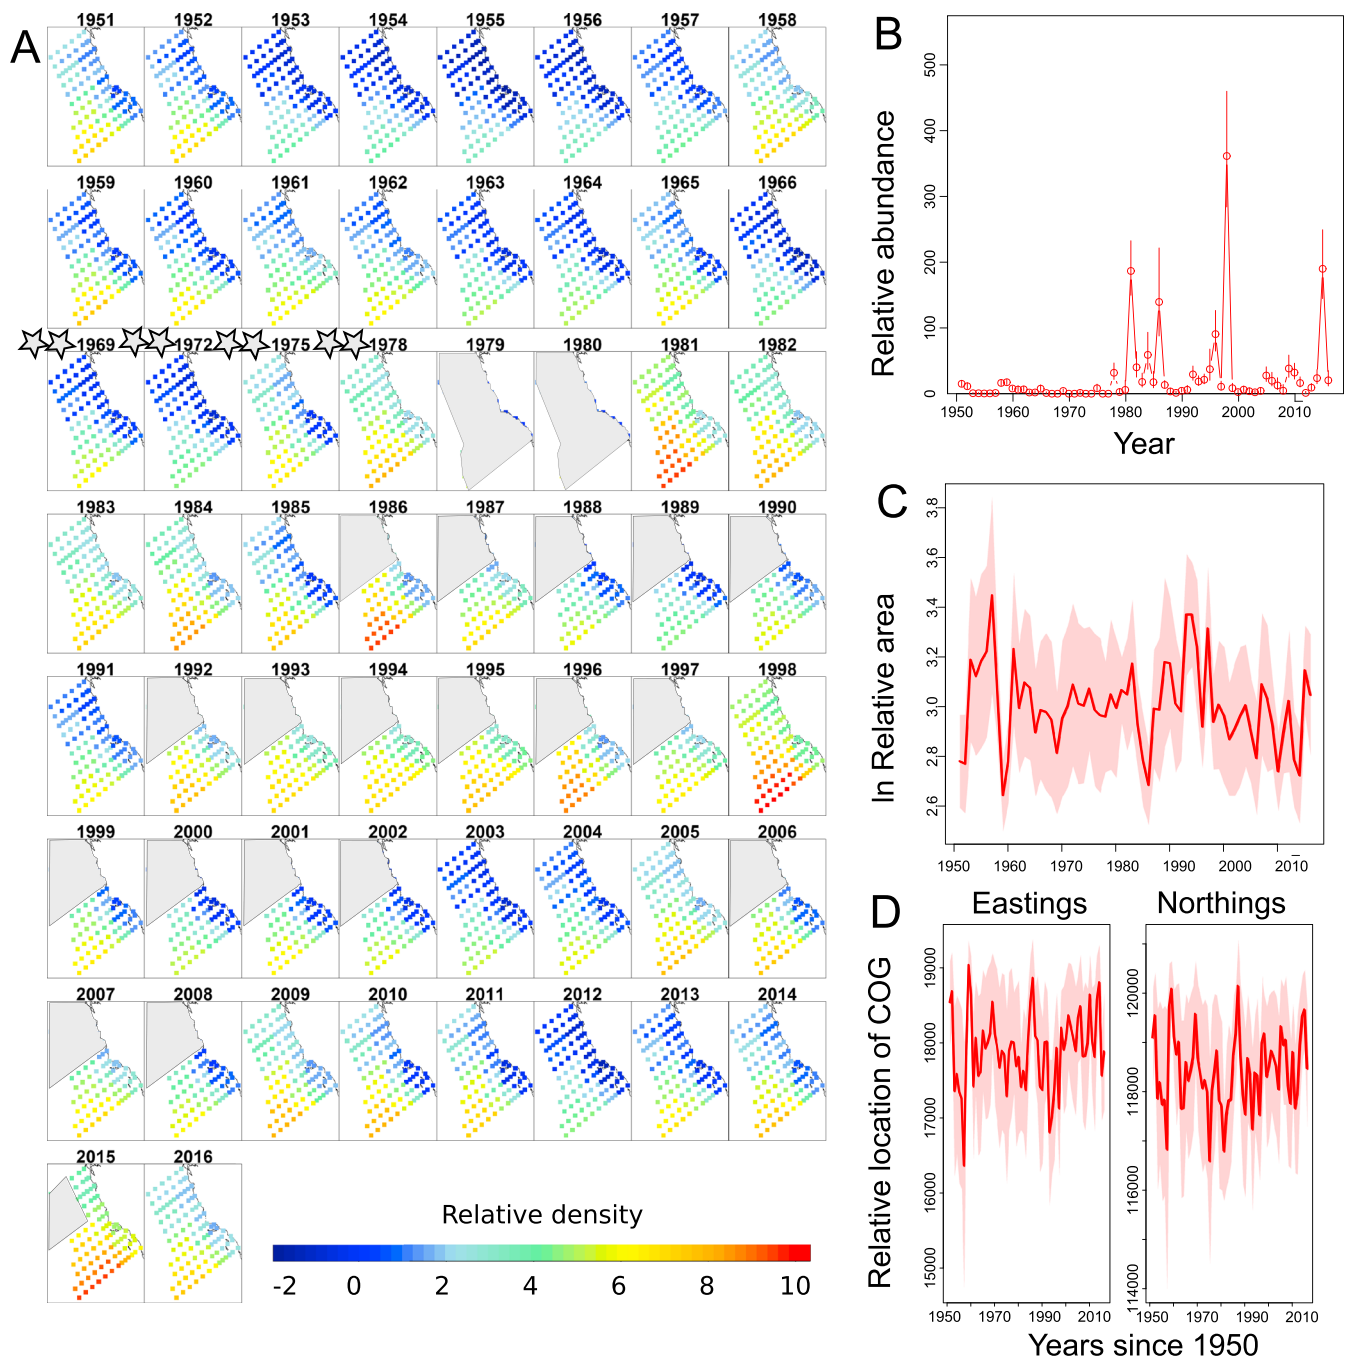 A
1951 1952 1953 1954 1955 1956 1957 1958
1959 1960 1961 1962 1963 1964 1965 1966
1969 1972 1975 1978 1979 1980 1981 1982
1983 1984 1985 1986 1987 1988 1989 1990
1991 1992 1993 1994 1995 1996 1997 1998
1999 2000 2001 2002 2003 2004 2005 2006
2007 2008 2009 2010 2011 2012 2013 2014
2015 2016
Relative density
-2 0 2 4 6 8 10
B
Relative abundance
500
400
300
200
100
0
1950 1960 1970 1980 1990 2000 2010
Year
C
ln Relative area
3.8
3.6
3.4
3.2
3.0
2.8
2.6
1950 1960 1970 1980 1990 2000 2010
D
Eastings Northings
Relative location of COG
19000
18000
17000
16000
15000
1950 1970 1990 2010
120000
118000
116000
114000
1950 1970 1990 2010
Years since 1950